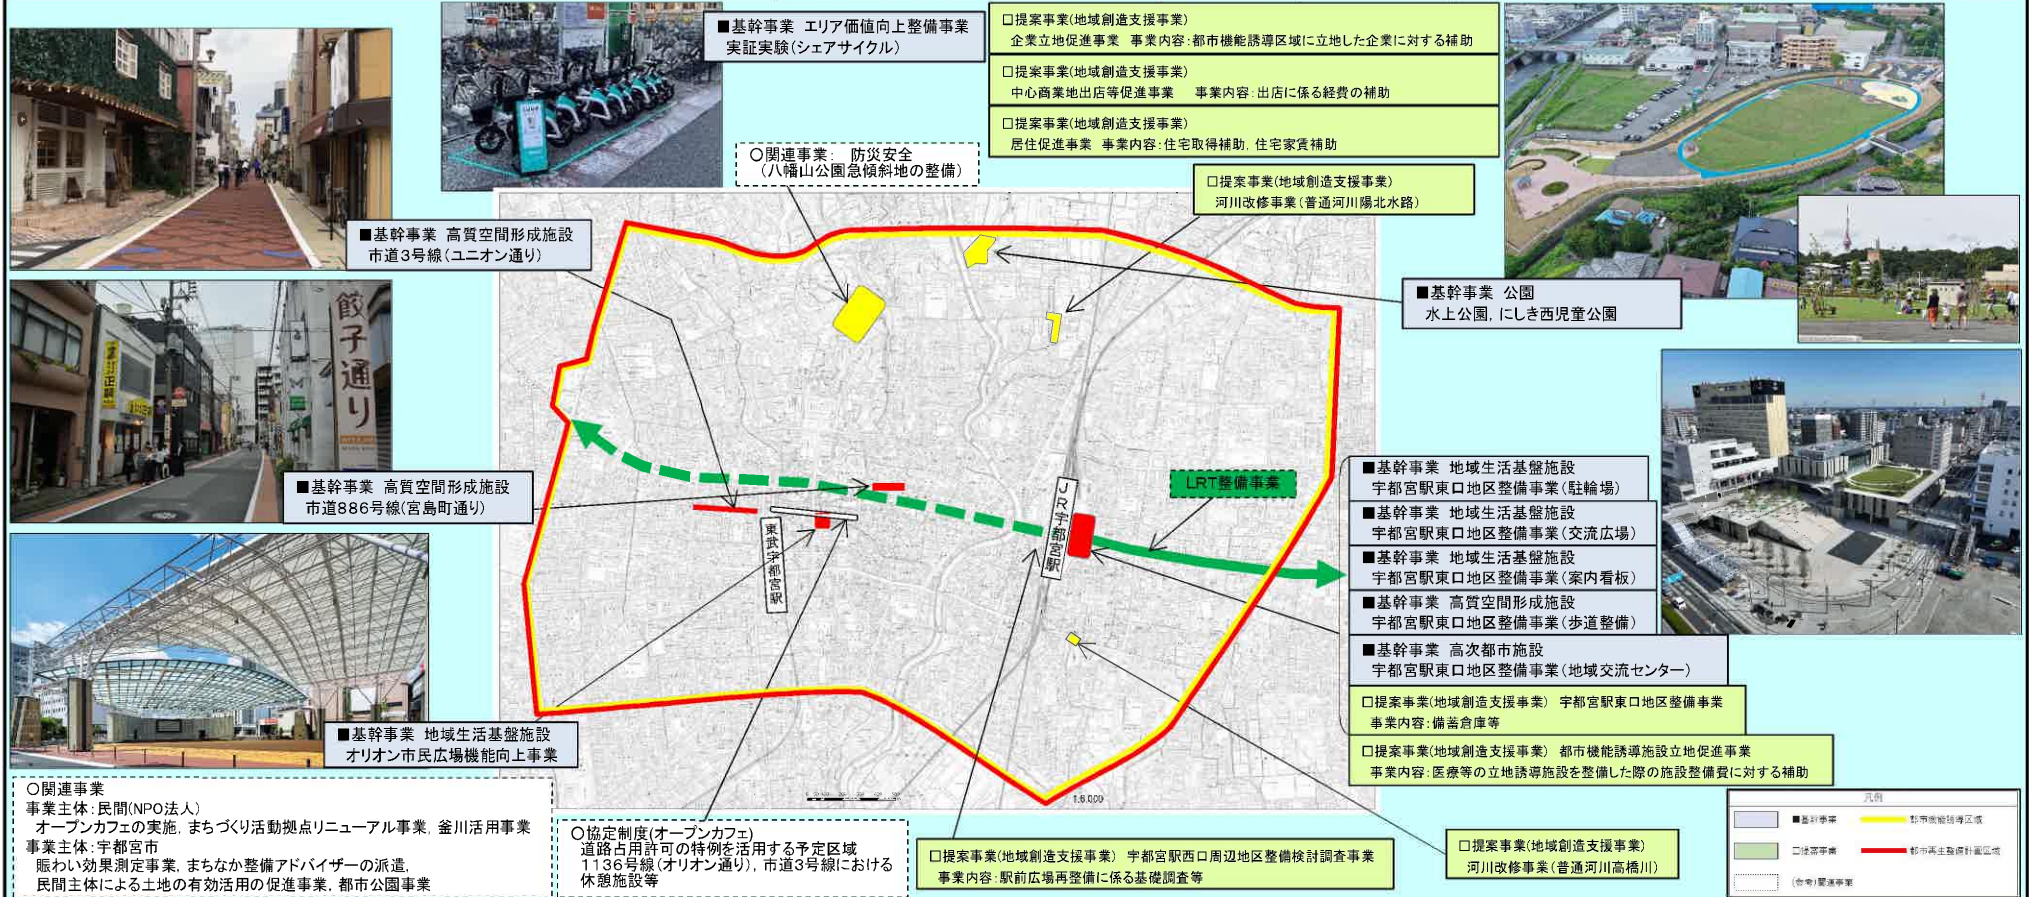 ■基幹事業 エリア価値向上整備事業
実証実験(シェアサイクル)
□提案事業(地域創造支援事業)
企業立地促進事業 事業内容:都市機能誘導区域に立地した企業に対する補助
□提案事業(地域創造支援事業)
中心商業地出店等促進事業 事業内容:出店に係る経費の補助
□提案事業(地域創造支援事業)
居住促進事業 事業内容:住宅取得補助，住宅家賃補助
○関連事業: 防災安全
(八幡山公園急傾斜地の整備)
□提案事業(地域創造支援事業)
河川改修事業(普通河川陽北水路)
■基幹事業 高質空間形成施設
市道3号線(ユニオン通り)
■基幹事業 公園
水上公園，にしき西児童公園
餃子通り
■基幹事業 高質空間形成施設
市道886号線(宮島町通り)
LRT整備事業
JR宇都宮駅
東武宇都宮駅
■基幹事業 地域生活基盤施設
宇都宮駅東口地区整備事業(駐輪場)
■基幹事業 地域生活基盤施設
宇都宮駅東口地区整備事業(交流広場)
■基幹事業 地域生活基盤施設
宇都宮駅東口地区整備事業(案内看板)
■基幹事業 高質空間形成施設
宇都宮駅東口地区整備事業(歩道整備)
■基幹事業 高次都市施設
宇都宮駅東口地区整備事業(地域交流センター)
□提案事業(地域創造支援事業) 宇都宮駅東口地区整備事業
事業内容:備蓄倉庫等
□提案事業(地域創造支援事業) 都市機能誘導施設立地促進事業
事業内容:医療等の立地誘導施設を整備した際の施設整備費に対する補助
■基幹事業 地域生活基盤施設
オリオン市民広場機能向上事業
1:6,000
○関連事業
事業主体:民間(NPO法人)
オープンカフェの実施，まちづくり活動拠点リニューアル事業，釜川活用事業
事業主体:宇都宮市
賑わい効果測定事業，まちなか整備アドバイザーの派遣，
民間主体による土地の有効活用の促進事業，都市公園事業
○協定制度(オープンカフェ)
道路占用許可の特例を活用する予定区域
1136号線(オリオン通り)，市道3号線における
休憩施設等
□提案事業(地域創造支援事業) 宇都宮駅西口周辺地区整備検討調査事業
事業内容:駅前広場再整備に係る基礎調査等
□提案事業(地域創造支援事業)
河川改修事業(普通河川高橋川)
凡例
■基幹事業
都市機能誘導区域
□提案事業
都市再生整備計画区域
(参考)関連事業